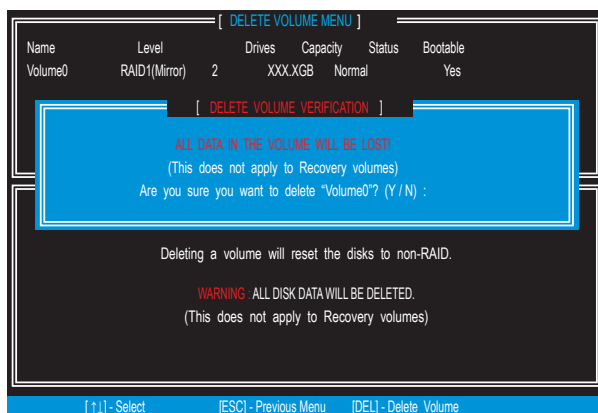 [ DELETE VOLUME MENU ]
Name Level Drives Capacity Status Bootable
Volume0 RAID1(Mirror) 2 XXX.XGB Normal Yes
[ DELETE VOLUME VERIFICATION ]
ALL DATA IN THE VOLUME WILL BE LOST!
(This does not apply to Recovery volumes)
Are you sure you want to delete “Volume0”? (Y / N) :
Deleting a volume will reset the disks to non-RAID.
WARNING : ALL DISK DATA WILL BE DELETED.
(This does not apply to Recovery volumes)
[↑↓] - Select [ESC] - Previous Menu [DEL] - Delete Volume